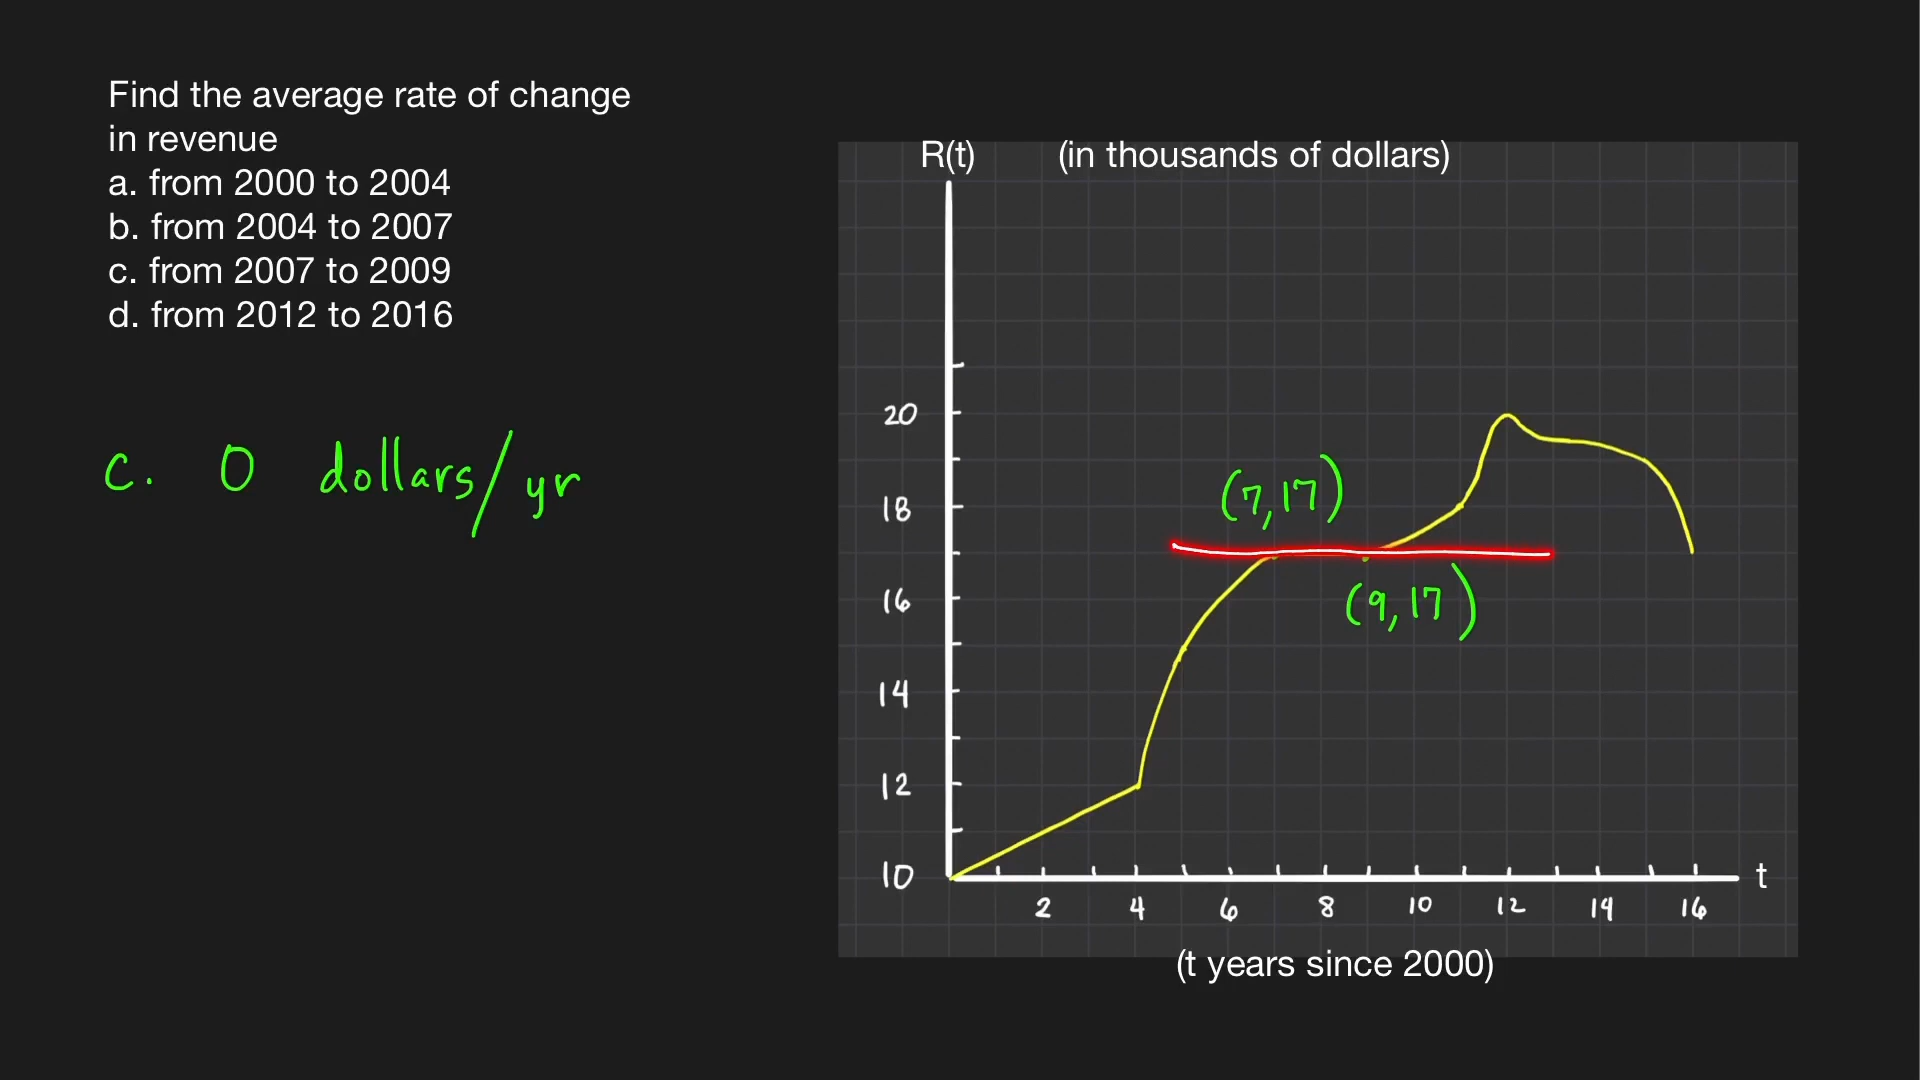 Find the average rate of change
in revenue
a. from 2000 to 2004
b. from 2004 to 2007
c. from 2007 to 2009
d. from 2012 to 2016
c. 0 dollars/yr
R(t) (in thousands of dollars)
20
18
16
14
12
10
(7,17)
(9,17)
t
2 4 6 8 10 12 14 16
(t years since 2000)